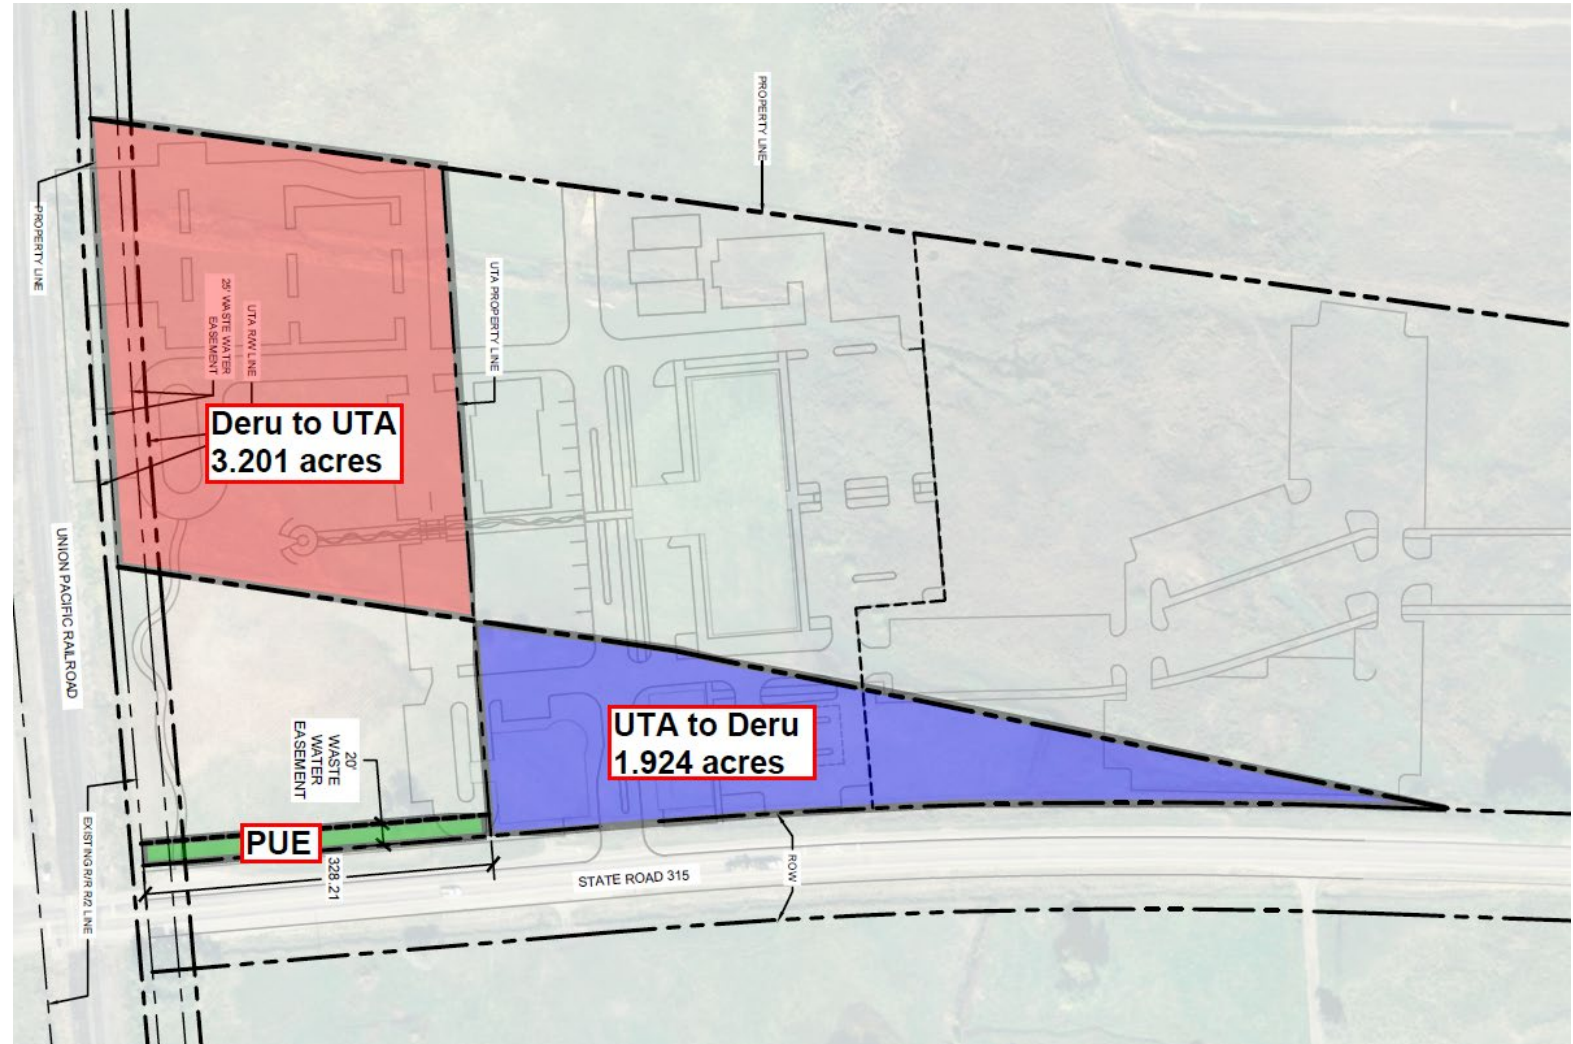 PROPERTY LINE
PROPERTY LINE
UTA PROPERTY LINE
25' WASTE WATER
EASEMENT
UTA R/W LINE
Deru to UTA
3.201 acres
UNION PACIFIC RAILROAD
UTA to Deru
1.924 acres
20'
WASTE
WATER
EASEMENT
PUE
328.21
EXISTING R/R R/2 LINE
STATE ROAD 315
ROW